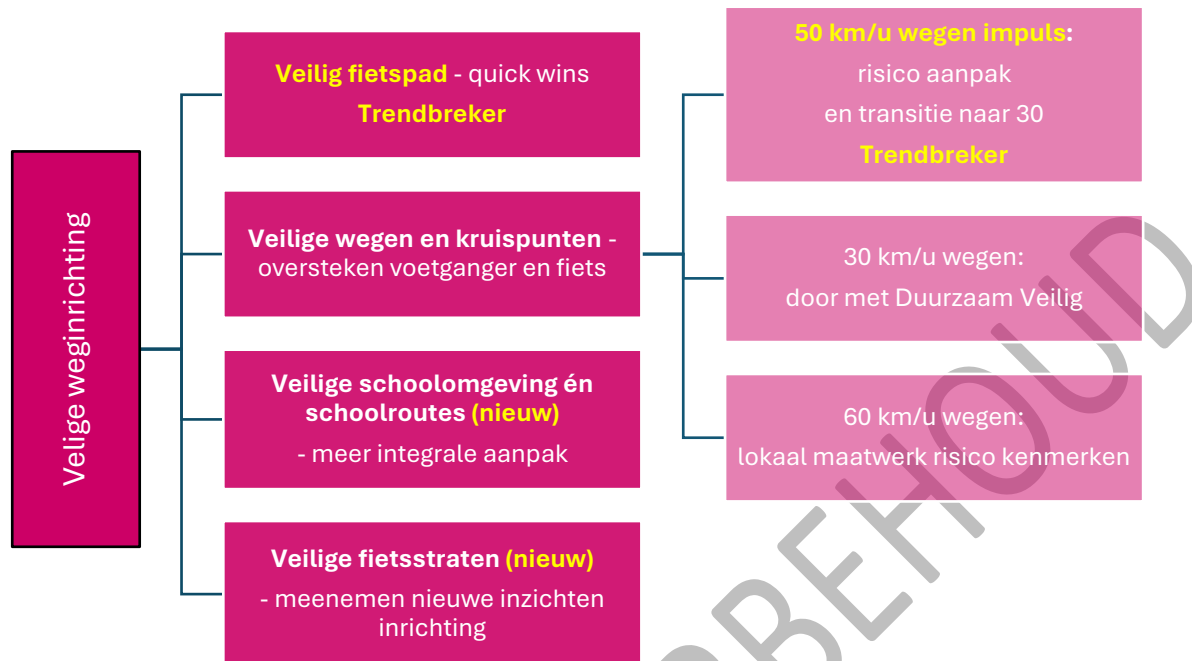 Velige weginrichting
Veilig fietspad - quick wins
Trendbreker
Veilige wegen en kruispunten -
oversteken voetganger en fiets
Veilige schoolomgeving én
schoolroutes (nieuw)
- meer integrale aanpak
Veilige fietsstraten (nieuw)
- meenemen nieuwe inzichten
inrichting
50 km/u wegen impuls:
risico aanpak
en transitie naar 30
Trendbreker
30 km/u wegen:
door met Duurzaam Veilig
60 km/u wegen:
lokaal maatwerk risico kenmerken
BEHOUD